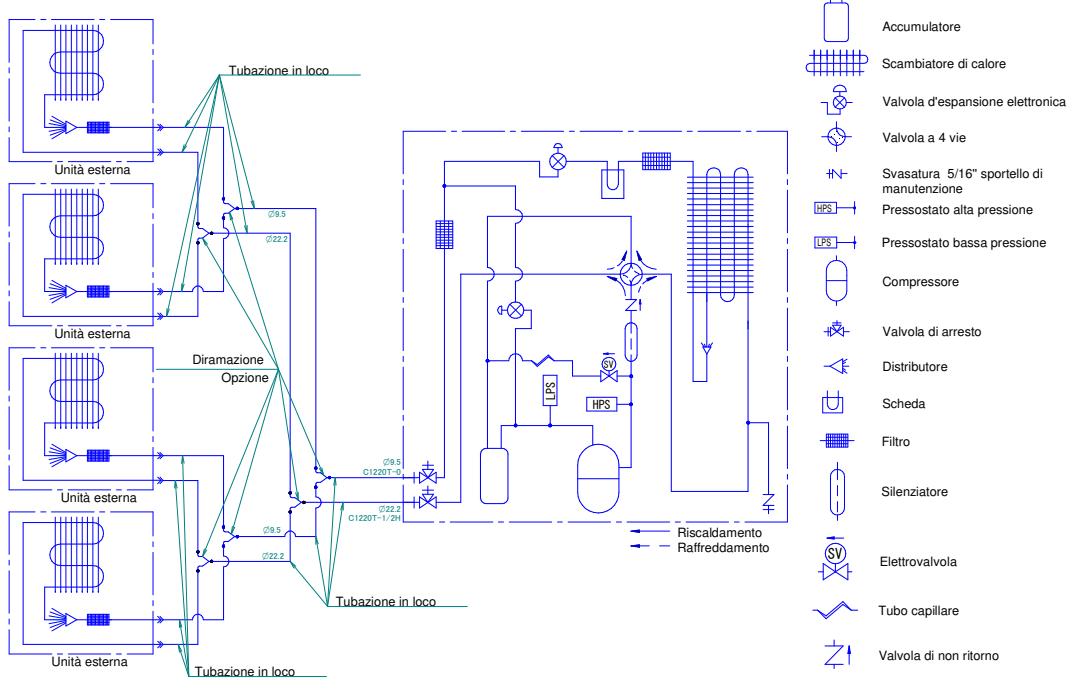 Tubazione in loco
Unità esterna
Ø9.5
Ø22.2
Unità esterna
Diramazione
Opzione
Unità esterna
Ø9.5
C1220T-O
Ø22.2
C1220T-1/2H
Ø9.5
Ø22.2
Tubazione in loco
Unità esterna
Tubazione in loco
SV
LPS
HPS
Riscaldamento
Raffreddamento
Accumulatore
Scambiatore di calore
Valvola d'espansione elettronica
Valvola a 4 vie
Svasatura 5/16" sportello di
manutenzione
HPS
Pressostato alta pressione
LPS
Pressostato bassa pressione
Compressore
Valvola di arresto
Distributore
Scheda
Filtro
Silenziatore
SV
Elettrovalvola
Tubo capillare
Valvola di non ritorno